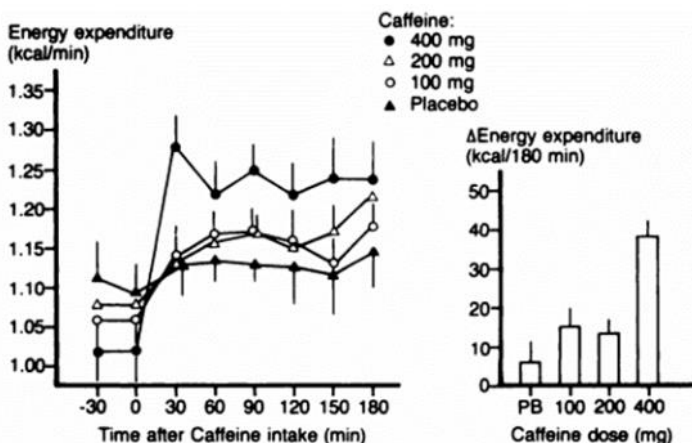 Energy expenditure
(kcal/min)
Caffeine:
400 mg
200 mg
100 mg
Placebo
1.35
1.30
1.25
1.20
1.15
1.10
1.05
1.00
-30 0 30 60 90 120 150 180
Time after Caffeine intake (min)
ΔEnergy expenditure
(kcal/180 min)
50
40
30
20
10
0
PB 100 200 400
Caffeine dose (mg)